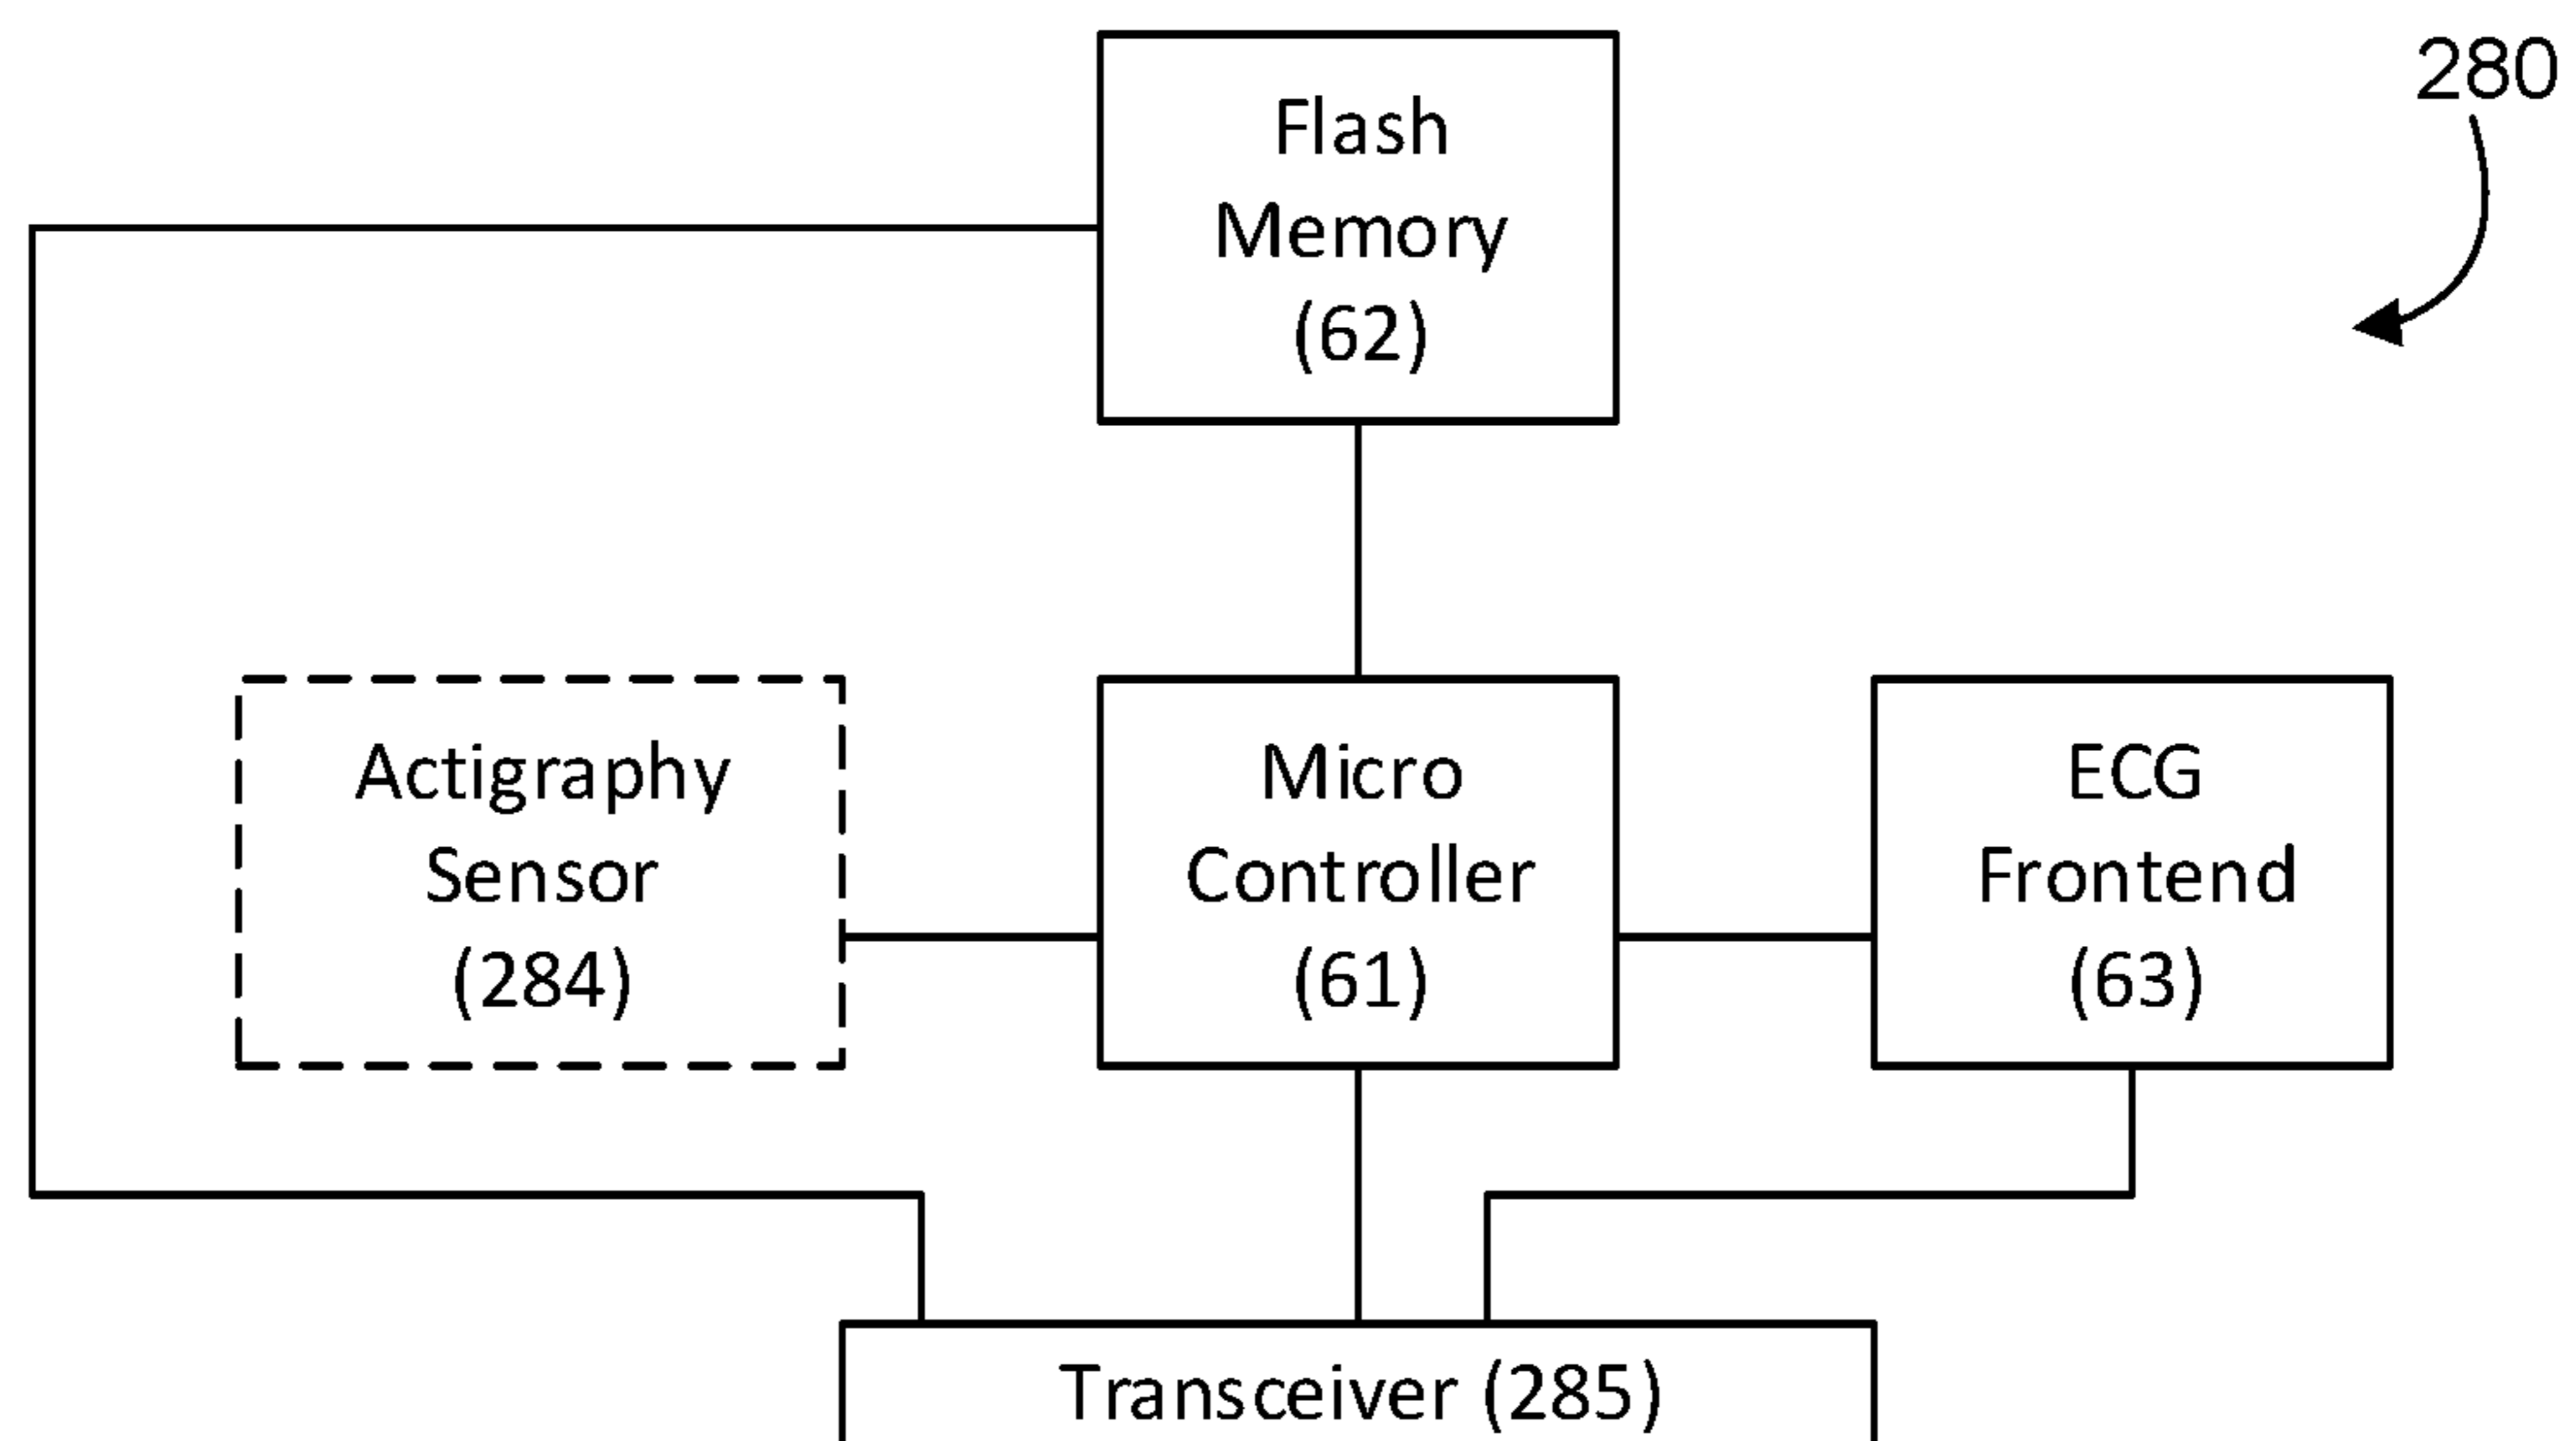 280
Flash
Memory
(62)
Actigraphy
Sensor
(284)
Micro
Controller
(61)
ECG
Frontend
(63)
Transceiver (285)